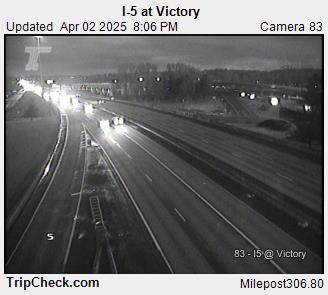 I-5 at Victory
Updated Apr 02 2025 8:06 PM Camera 83
T
S
83 - I5 @ Victory
TripCheck.com Milepost306.80